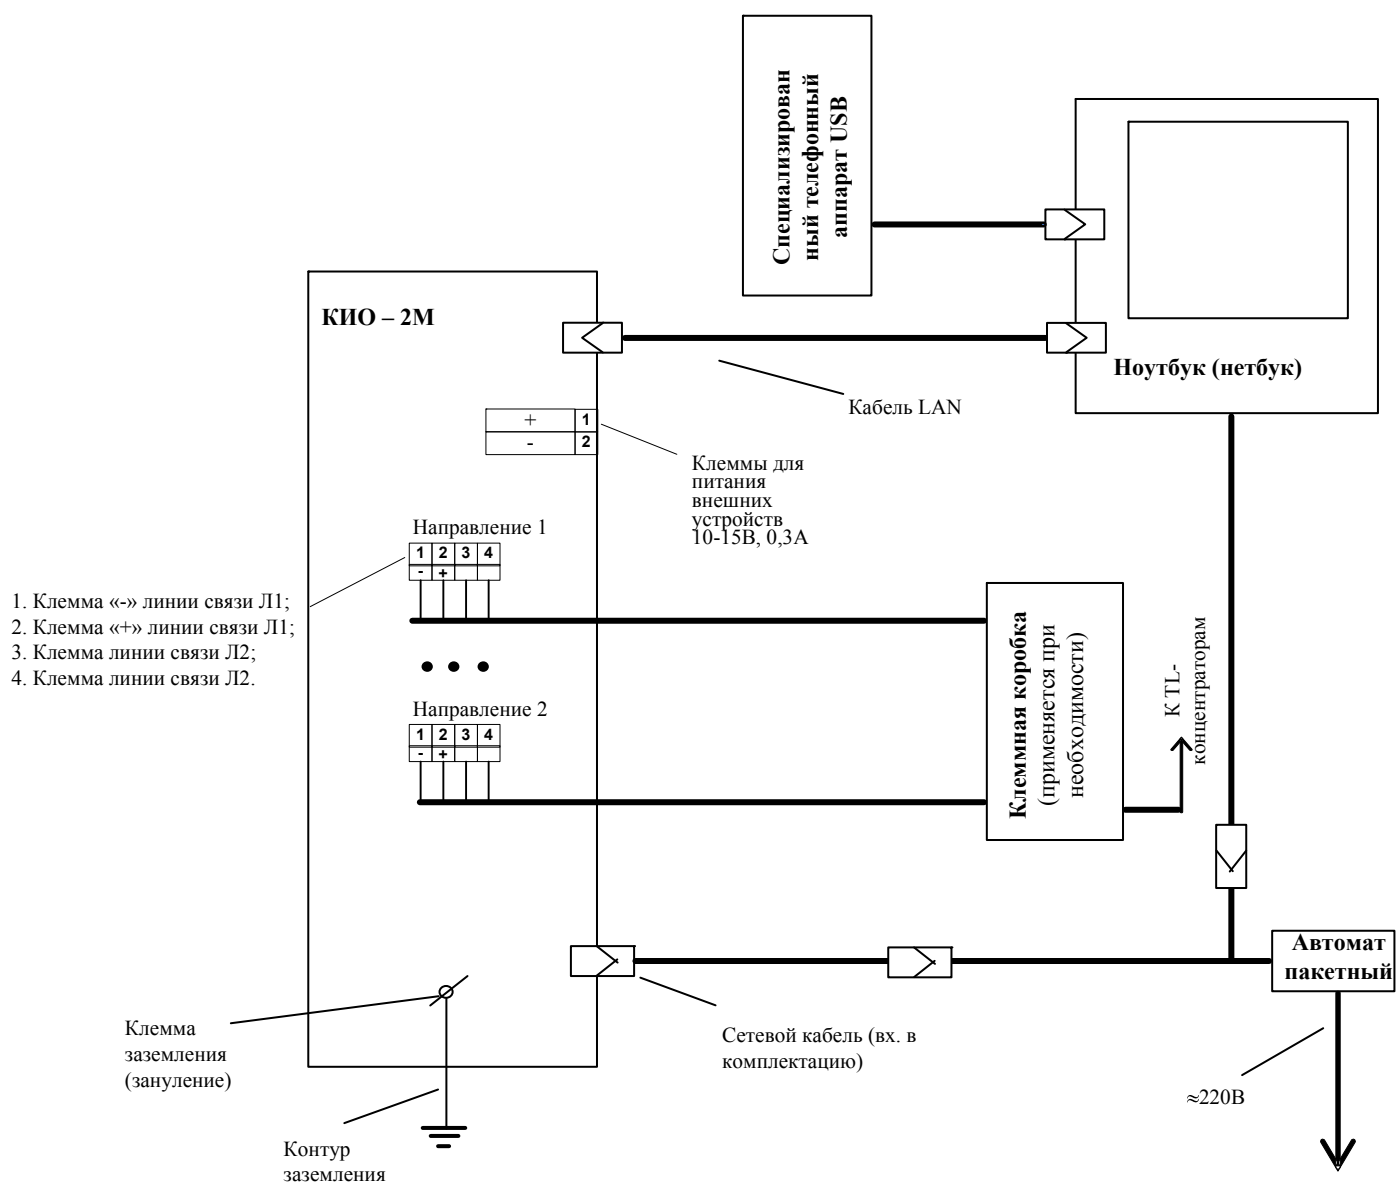 Специализирован
ный телефонный
аппарат USB
КИО – 2М
Ноутбук (нетбук)
Кабель LAN
+ 1
- 2
Клеммы для
питания
внешних
устройств
10-15В, 0,3А
Направление 1
1 2 3 4
- +
1. Клемма «-» линии связи Л1;
2. Клемма «+» линии связи Л1;
3. Клемма линии связи Л2;
4. Клемма линии связи Л2.
Направление 2
1 2 3 4
- +
Клеммная коробка
(применяется при
необходимости)
К TL-
концентраторам
Автомат
пакетный
Клемма
заземления
(зануление)
Сетевой кабель (вх. в
комплектацию)
≈220В
Контур
заземления